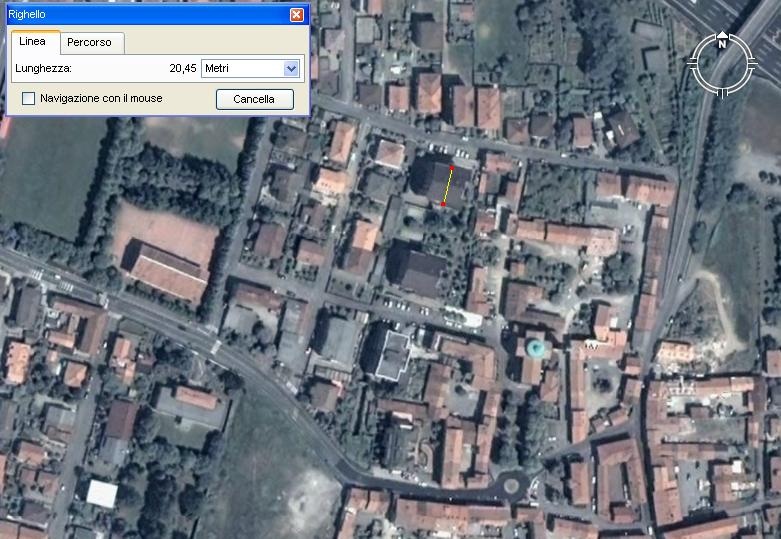 Righello
Linea Percorso
Lunghezza: 20,45 Metri
Navigazione con il mouse Cancella
N